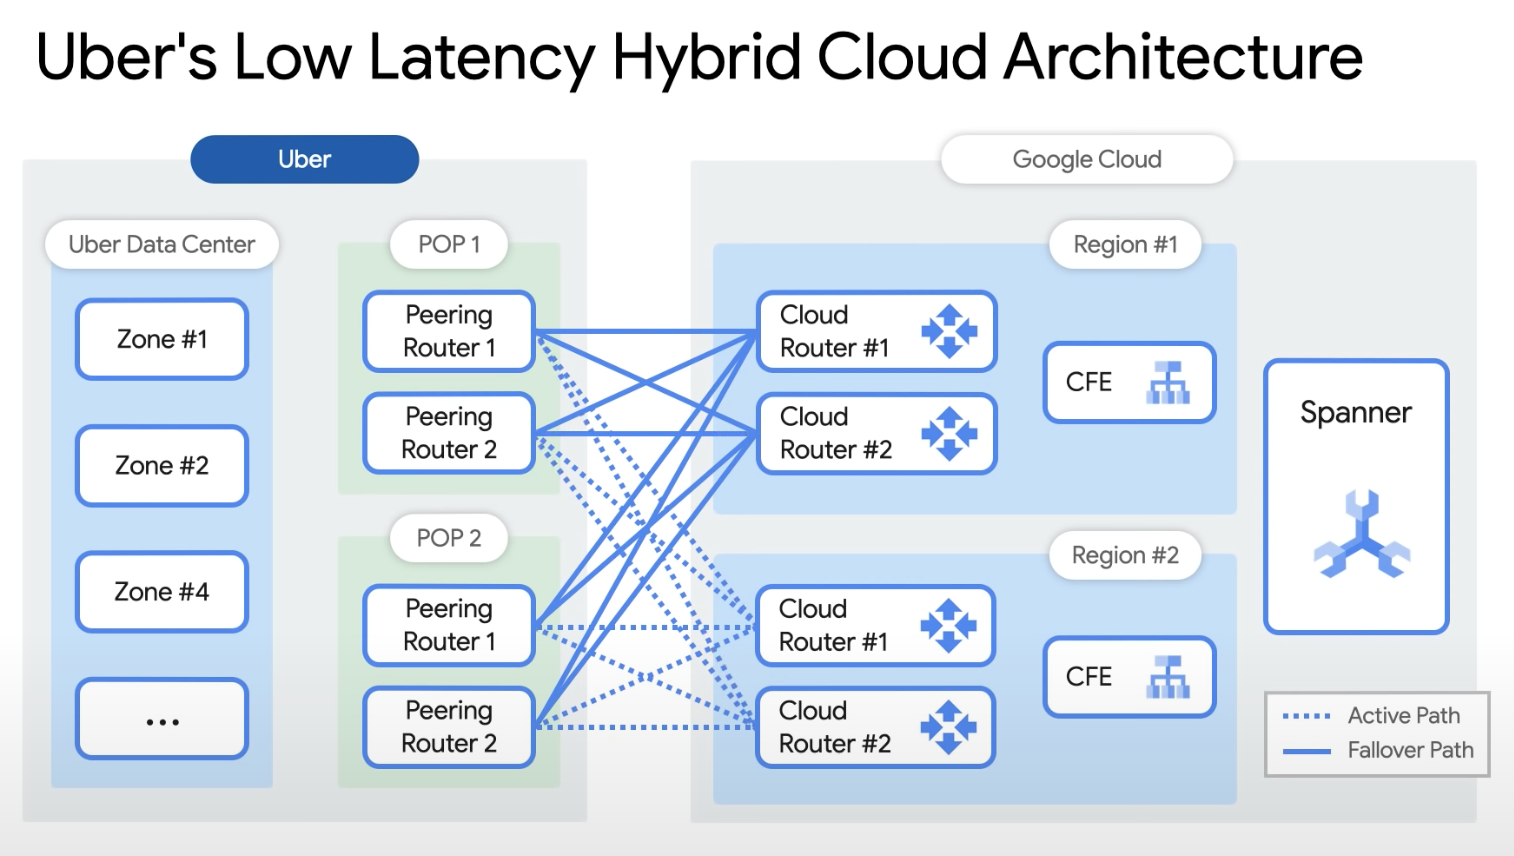 Uber's Low Latency Hybrid Cloud Architecture
Uber
Uber Data Center
Zone #1
Zone #2
Zone #4
...
POP 1
Peering
Router 1
Peering
Router 2
POP 2
Peering
Router 1
Peering
Router 2
Google Cloud
Region #1
Cloud
Router #1
Cloud
Router #2
CFE
Region #2
Cloud
Router #1
Cloud
Router #2
CFE
Spanner
Active Path
Fallover Path